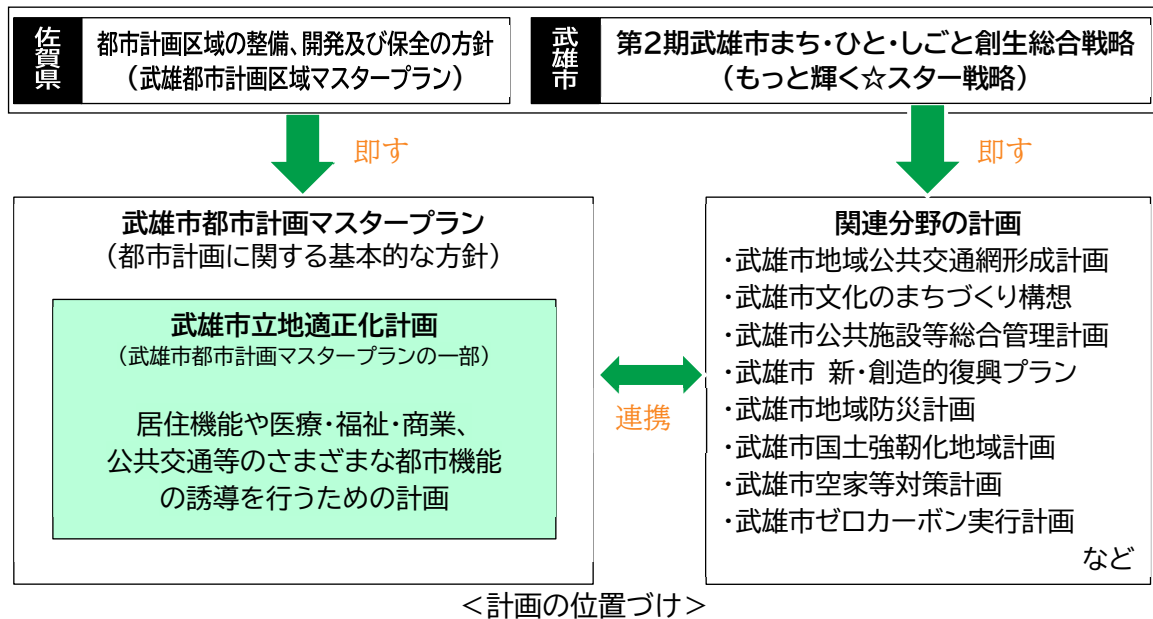 佐賀県
都市計画区域の整備、開発及び保全の方針
（武雄都市計画区域マスタープラン）
武雄市
第2期武雄市まち・ひと・しごと創生総合戦略
（もっと輝く☆スター戦略）
即す
即す
武雄市都市計画マスタープラン
（都市計画に関する基本的な方針）
武雄市立地適正化計画
（武雄市都市計画マスタープランの一部）
居住機能や医療・福祉・商業、
公共交通等のさまざまな都市機能
の誘導を行うための計画
連携
関連分野の計画
・武雄市地域公共交通網形成計画
・武雄市文化のまちづくり構想
・武雄市公共施設等総合管理計画
・武雄市 新・創造的復興プラン
・武雄市地域防災計画
・武雄市国土強靭化地域計画
・武雄市空家等対策計画
・武雄市ゼロカーボン実行計画
など
＜計画の位置づけ＞